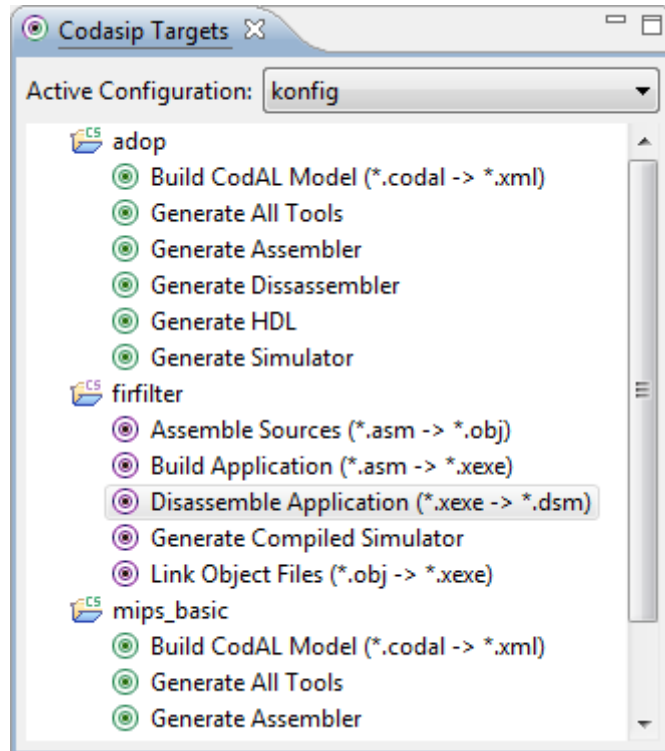 Codasip Targets
Active Configuration: konfig
adop
Build CodAL Model (*.codal -> *.xml)
Generate All Tools
Generate Assembler
Generate Dissassembler
Generate HDL
Generate Simulator
firfilter
Assemble Sources (*.asm -> *.obj)
Build Application (*.asm -> *.xexe)
Disassemble Application (*.xexe -> *.dsm)
Generate Compiled Simulator
Link Object Files (*.obj -> *.xexe)
mips_basic
Build CodAL Model (*.codal -> *.xml)
Generate All Tools
Generate Assembler